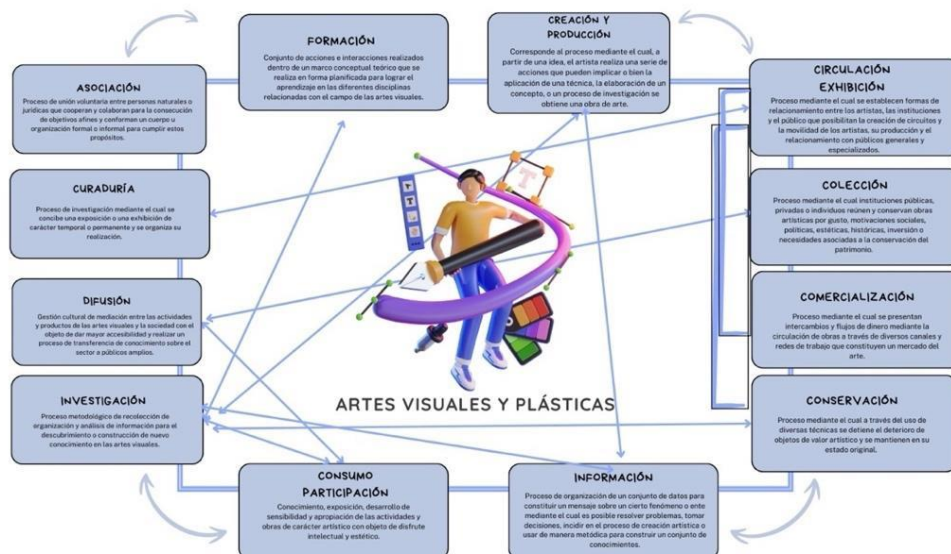 FORMACIÓN
Conjunto de acciones e interacciones realizados
dentro de un marco conceptual teórico que se
realiza en forma planificada para lograr el
aprendizaje en las diferentes disciplinas
relacionadas con el campo de las artes visuales.
CREACIÓN Y
PRODUCCIÓN
Corresponde al proceso mediante el cual, a
partir de una idea, el artista realiza una serie de
acciones que pueden implicar o bien la
aplicación de una técnica, la elaboración de un
concepto, o un proceso de investigación se
obtiene una obra de arte.
ASOCIACIÓN
Proceso de unión voluntaria entre personas naturales o
jurídicas que cooperan y colaboran para la consecución
de objetivos afines y conforman un cuerpo u
organización formal o informal para cumplir estos
propósitos.
CIRCULACIÓN
EXHIBICIÓN
Proceso mediante el cual se establecen formas de
relacionamiento entre los artistas, las instituciones
y el público que posibilitan la creación de circuitos y
la movilidad de los artistas, su producción y el
relacionamiento con públicos generales y
especializados.
CURADURÍA
Proceso de investigación mediante el cual se
concibe una exposición o una exhibición de
carácter temporal o permanente y se organiza su
realización.
COLECCIÓN
Proceso mediante el cual instituciones públicas,
privadas o individuos reúnen y conservan obras
artísticas por gusto, motivaciones sociales,
políticas, estéticas, históricas, inversión o
necesidades asociadas a la conservación del
patrimonio.
DIFUSIÓN
Gestión cultural de mediación entre las actividades
y productos de las artes visuales y la sociedad con el
objeto de dar mayor accesibilidad y realizar un
proceso de transferencia de conocimiento sobre el
sector a públicos amplios.
COMERCIALIZACIÓN
Proceso mediante el cual se presentan
intercambios y flujos de dinero mediante la
circulación de obras a través de diversos canales y
redes de trabajo que constituyen un mercado del
arte.
INVESTIGACIÓN
Proceso metodológico de recolección de
organización y análisis de información para el
descubrimiento o construcción de nuevo
conocimiento en las artes visuales.
T
T
T
ARTES VISUALES Y PLÁSTICAS
CONSERVACIÓN
Proceso mediante el cual a través del uso de
diversas técnicas se detiene el deterioro de
objetos de valor artístico y se mantienen en su
estado original.
CONSUMO
PARTICIPACIÓN
Conocimiento, exposición, desarrollo de
sensibilidad y apropiación de las actividades y
obras de carácter artístico con objeto de disfrute
intelectual y estético.
INFORMACIÓN
Proceso de organización de un conjunto de datos para
constituir un mensaje sobre un cierto fenómeno o ente
mediante el cual es posible resolver problemas, tomar
decisiones, incidir en el proceso de creación artística o
usar de manera metódica para construir un conjunto de
conocimientos.